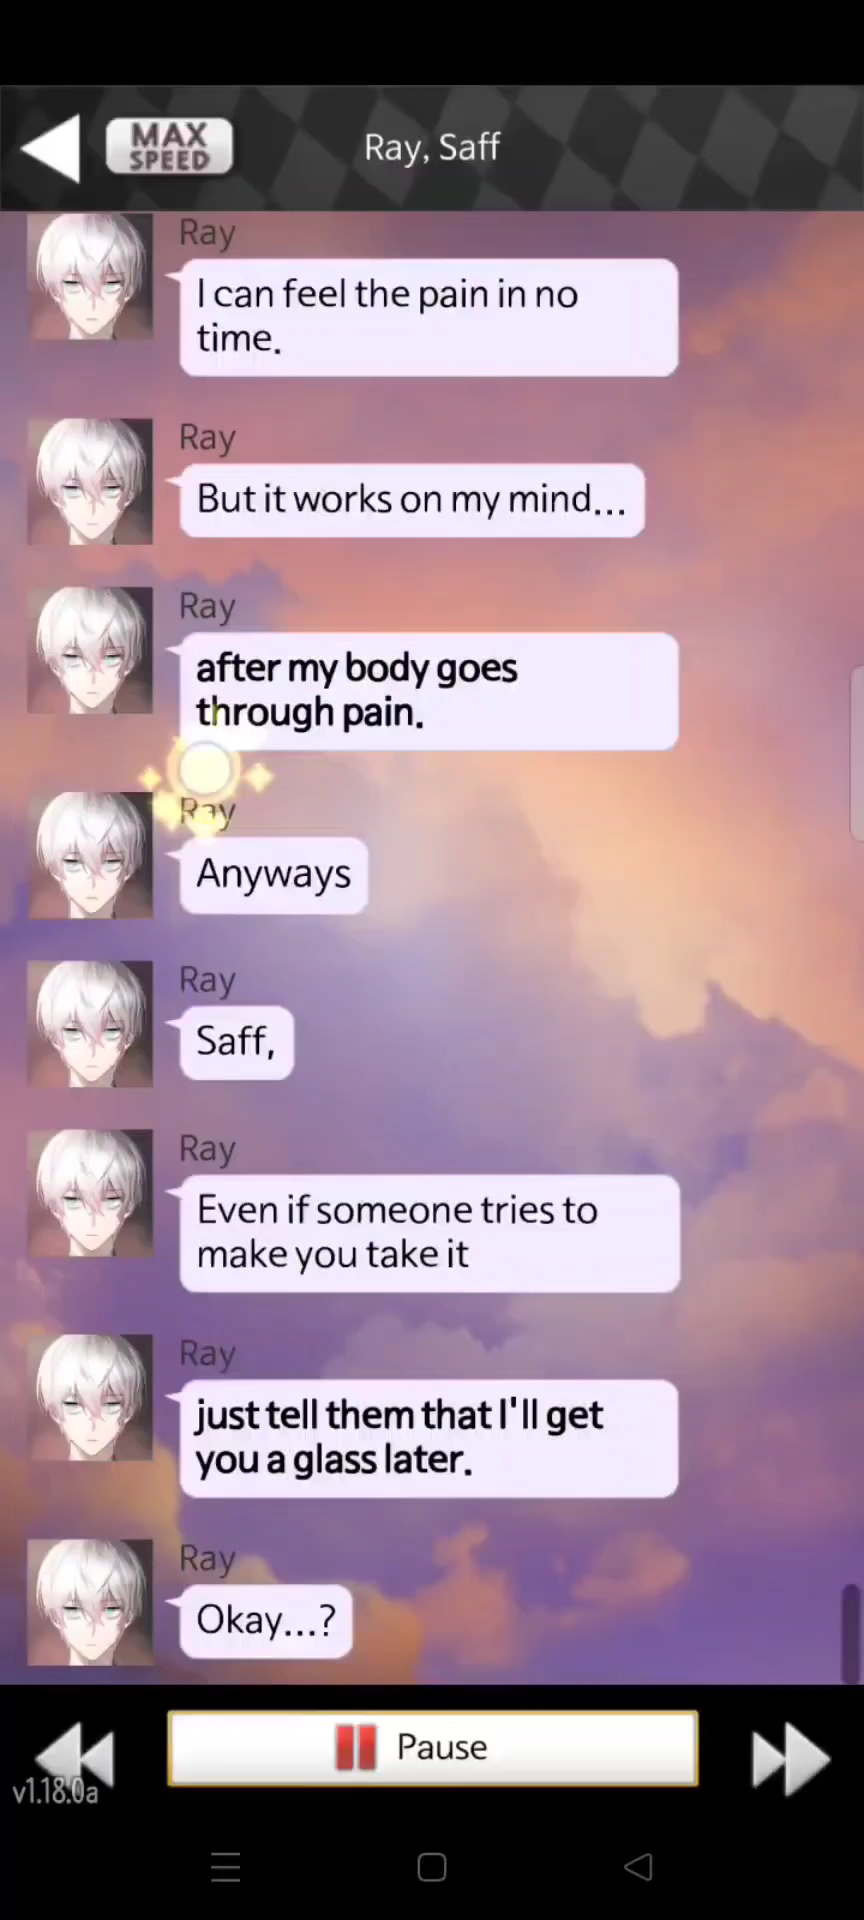 MAX
SPEED
Ray, Saff
Ray
I can feel the pain in no
time.
Ray
But it works on my mind...
Ray
after my body goes
through pain.
Ray
Anyways
Ray
Saff,
Ray
Even if someone tries to
make you take it
Ray
just tell them that I'll get
you a glass later.
Ray
Okay...?
Pause
v1.18.0a